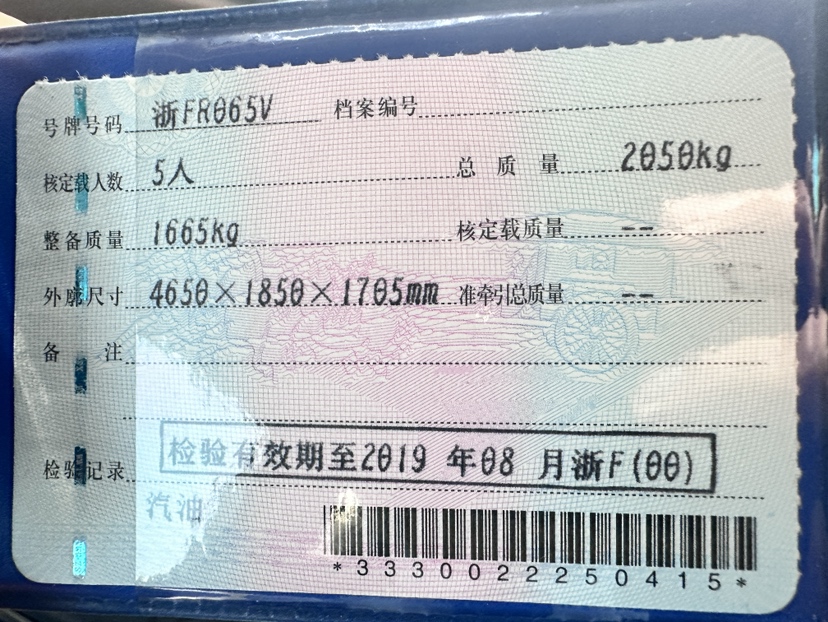 号牌号码 浙FR065V 档案编号
核定载人数 5人 总质量 2050kg
整备质量 1665kg 核定载质量 --
外廓尺寸 4650×1850×1705mm 准牵引总质量 --
备注
检验记录 检验有效期至2019年08月浙F(00)
汽油
*3330022250415*